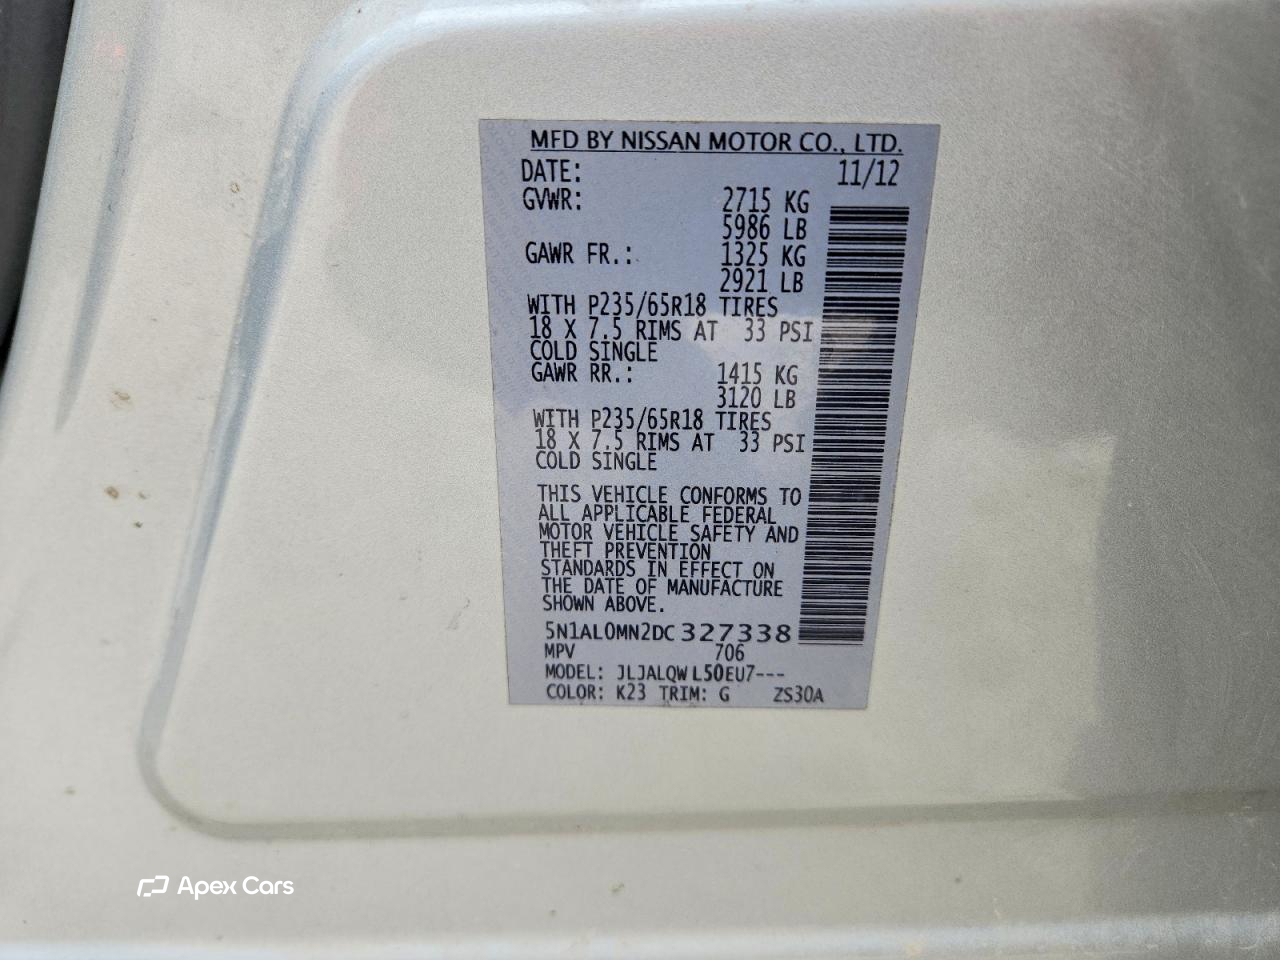 MFD BY NISSAN MOTOR CO., LTD.
DATE: 11/12
GVWR: 2715 KG
5986 LB
GAWR FR.: 1325 KG
2921 LB
WITH P235/65R18 TIRES
18 X 7.5 RIMS AT 33 PSI
COLD SINGLE
GAWR RR.: 1415 KG
3120 LB
WITH P235/65R18 TIRES
18 X 7.5 RIMS AT 33 PSI
COLD SINGLE
THIS VEHICLE CONFORMS TO
ALL APPLICABLE FEDERAL
MOTOR VEHICLE SAFETY AND
THEFT PREVENTION
STANDARDS IN EFFECT ON
THE DATE OF MANUFACTURE
SHOWN ABOVE.
5N1AL0MN2DC327338
MPV 706
MODEL: JLJALQWL50EU7---
COLOR: K23 TRIM: G ZS30A
Apex Cars